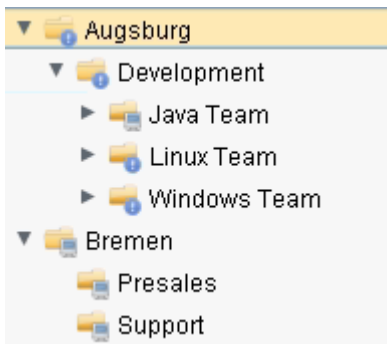 Augsburg
Development
Java Team
Linux Team
Windows Team
Bremen
Presales
Support